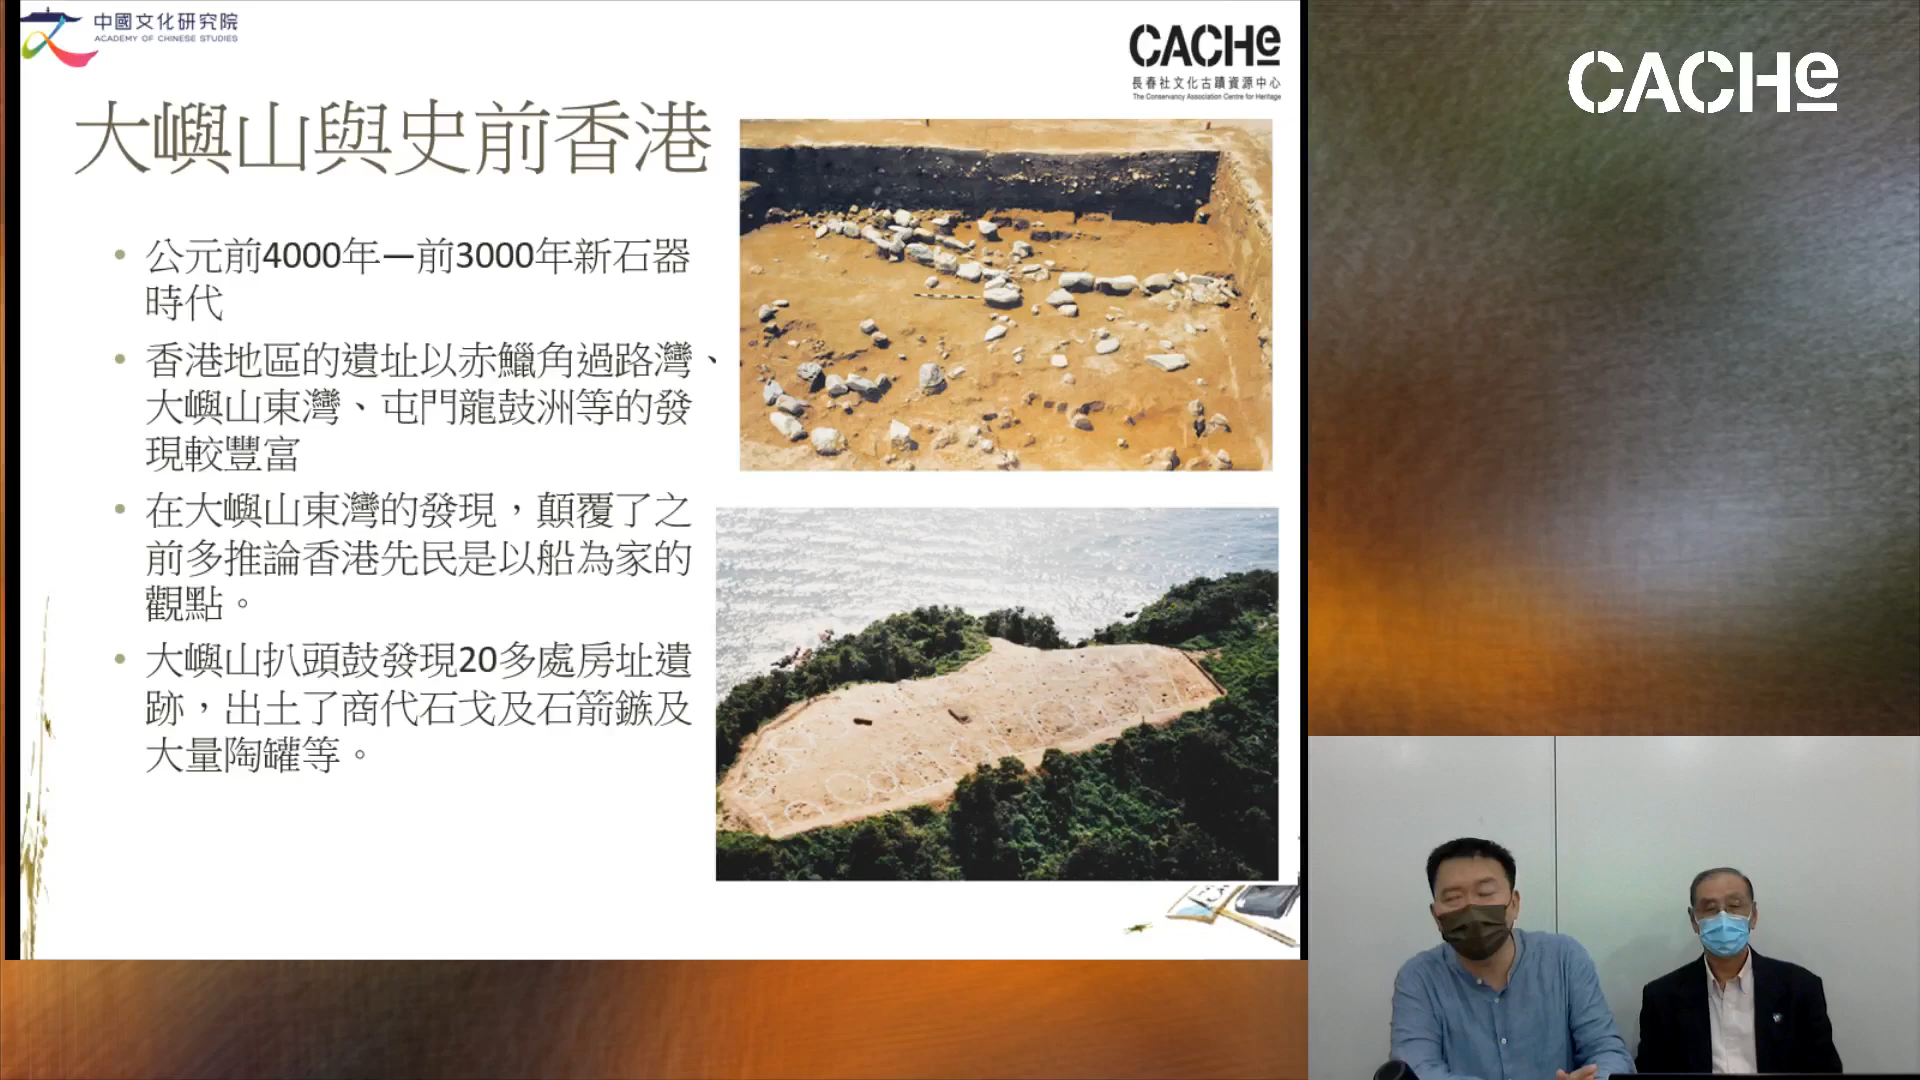 中國文化研究院
ACADEMY OF CHINESE STUDIES
CACHe
長春社文化古蹟資源中心
The Conservancy Association Centre for Heritage
CACHe
大嶼山與史前香港
• 公元前4000年—前3000年新石器
時代
• 香港地區的遺址以赤鱲角過路灣、
大嶼山東灣、屯門龍鼓洲等的發
現較豐富
• 在大嶼山東灣的發現，顛覆了之
前多推論香港先民是以船為家的
觀點。
• 大嶼山扒頭鼓發現20多處房址遺
跡，出土了商代石戈及石箭鏃及
大量陶罐等。